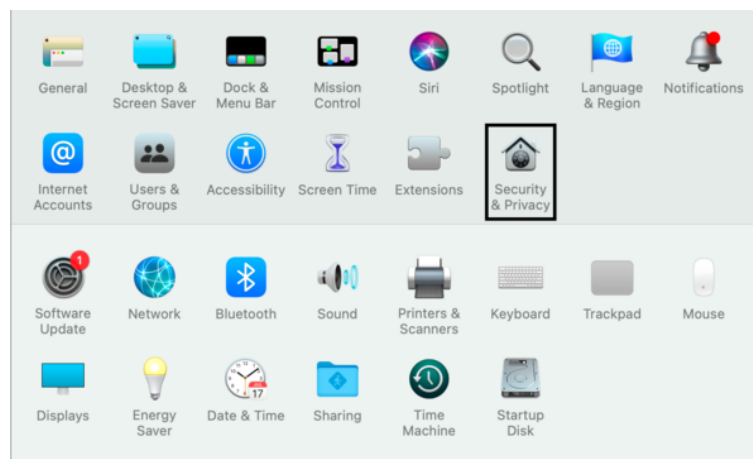 General
Desktop &
Screen Saver
Dock &
Menu Bar
Mission
Control
Siri
Spotlight
Language
& Region
Notifications
Internet
Accounts
Users &
Groups
Accessibility
Screen Time
Extensions
Security
& Privacy
1
Software
Update
Network
Bluetooth
Sound
Printers &
Scanners
Keyboard
Trackpad
Mouse
Displays
Energy
Saver
17
Date & Time
Sharing
Time
Machine
Startup
Disk